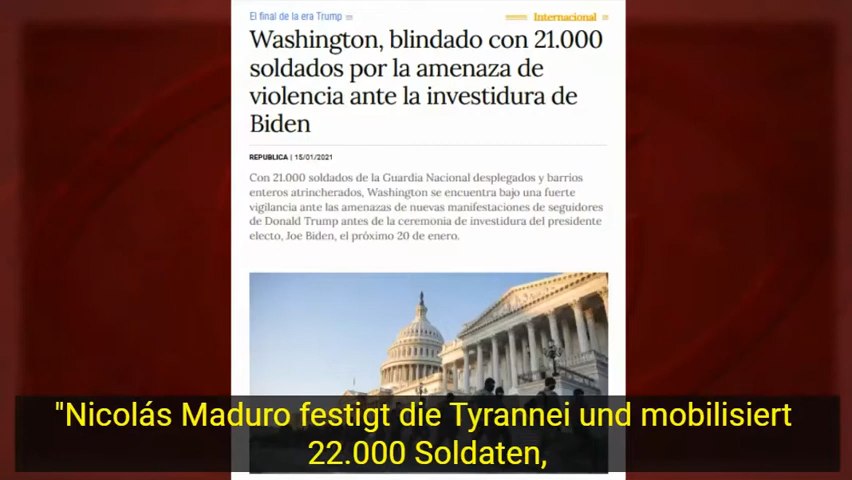 El final de la era Trump
Internacional
Washington, blindado con 21.000
soldados por la amenaza de
violencia ante la investidura de
Biden
REPUBLICA | 15/01/2021
Con 21.000 soldados de la Guardia Nacional desplegados y barrios
enteros atrincherados, Washington se encuentra bajo una fuerte
vigilancia ante las amenazas de nuevas manifestaciones de seguidores
de Donald Trump antes de la ceremonia de investidura del presidente
electo, Joe Biden, el próximo 20 de enero.
"Nicolás Maduro festigt die Tyrannei und mobilisiert
22.000 Soldaten,